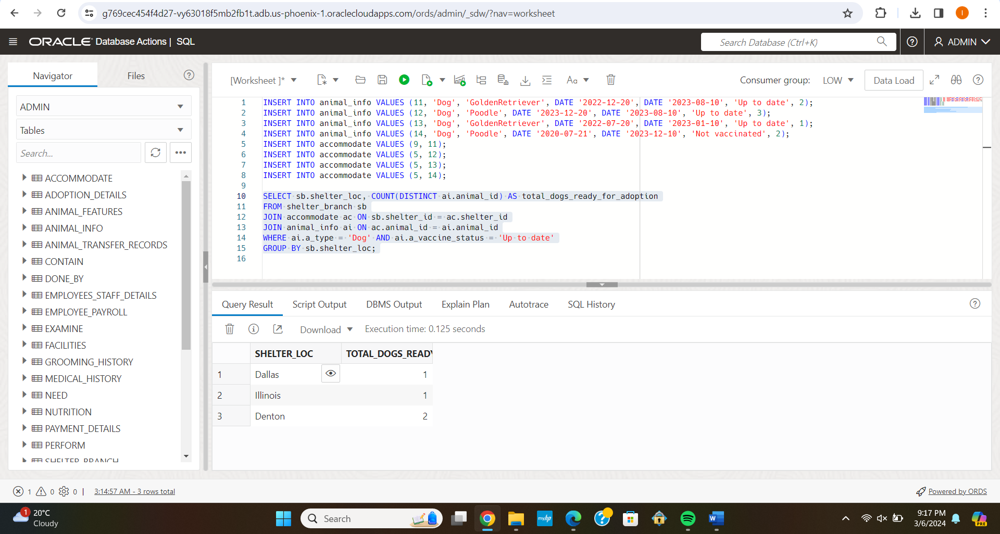 g769cec454f4d27-vy63018f5mb2fb1t.adb.us-phoenix-1.oraclecloudapps.com/ords/admin/_sdw/?nav=worksheet
I
ORACLE Database Actions | SQL
Search Database (Ctrl+K)
ADMIN
Navigator
Files
ADMIN
Tables
Search...
ACCOMMODATE
ADOPTION_DETAILS
ANIMAL_FEATURES
ANIMAL_INFO
ANIMAL_TRANSFER_RECORDS
CONTAIN
DONE_BY
EMPLOYEES_STAFF_DETAILS
EMPLOYEE_PAYROLL
EXAMINE
FACILITIES
GROOMING_HISTORY
MEDICAL_HISTORY
NEED
NUTRITION
PAYMENT_DETAILS
PERFORM
SHELTER_BRANCH
[Worksheet ]*
Aa
Consumer group: LOW
Data Load
1 INSERT INTO animal_info VALUES (11, 'Dog', 'GoldenRetriever', DATE '2022-12-20', DATE '2023-08-10', 'Up to date', 2);
2 INSERT INTO animal_info VALUES (12, 'Dog', 'Poodle', DATE '2023-12-20', DATE '2023-08-10', 'Up to date', 3);
3 INSERT INTO animal_info VALUES (13, 'Dog', 'GoldenRetriever', DATE '2022-07-20', DATE '2023-01-10', 'Up to date', 1);
4 INSERT INTO animal_info VALUES (14, 'Dog', 'Poodle', DATE '2020-07-21', DATE '2023-12-10', 'Not vaccinated', 2);
5 INSERT INTO accommodate VALUES (9, 11);
6 INSERT INTO accommodate VALUES (5, 12);
7 INSERT INTO accommodate VALUES (5, 13);
8 INSERT INTO accommodate VALUES (5, 14);
9
10 SELECT sb.shelter_loc, COUNT(DISTINCT ai.animal_id) AS total_dogs_ready_for_adoption
11 FROM shelter_branch sb
12 JOIN accommodate ac ON sb.shelter_id = ac.shelter_id
13 JOIN animal_info ai ON ac.animal_id = ai.animal_id
14 WHERE ai.a_type = 'Dog' AND ai.a_vaccine_status = 'Up to date'
15 GROUP BY sb.shelter_loc;
16
Query Result
Script Output
DBMS Output
Explain Plan
Autotrace
SQL History
Download
Execution time: 0.125 seconds
SHELTER_LOC TOTAL_DOGS_READY
1 Dallas 1
2 Illinois 1
3 Denton 2
1 0 0 | 3:14:57 AM - 3 rows total
Powered by ORDS
1
20°C
Cloudy
Search
myhp
W
9:17 PM
3/6/2024
PRE